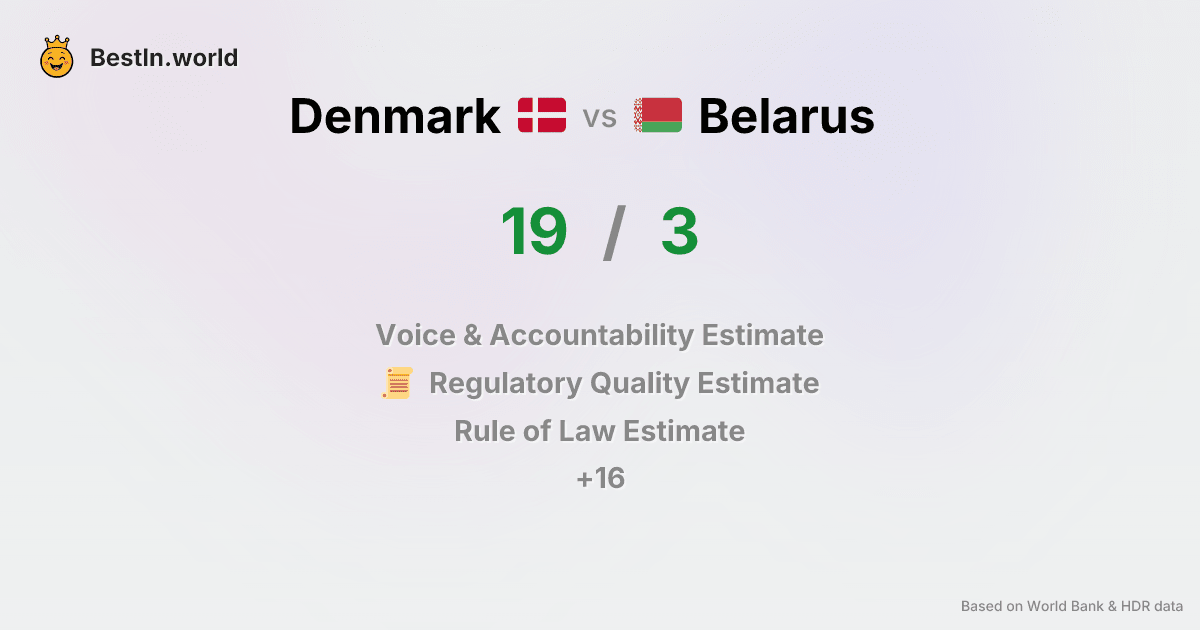 BestIn.world
Denmark vs Belarus
19 / 3
Voice & Accountability Estimate
Regulatory Quality Estimate
Rule of Law Estimate
+16
Based on World Bank & HDR data